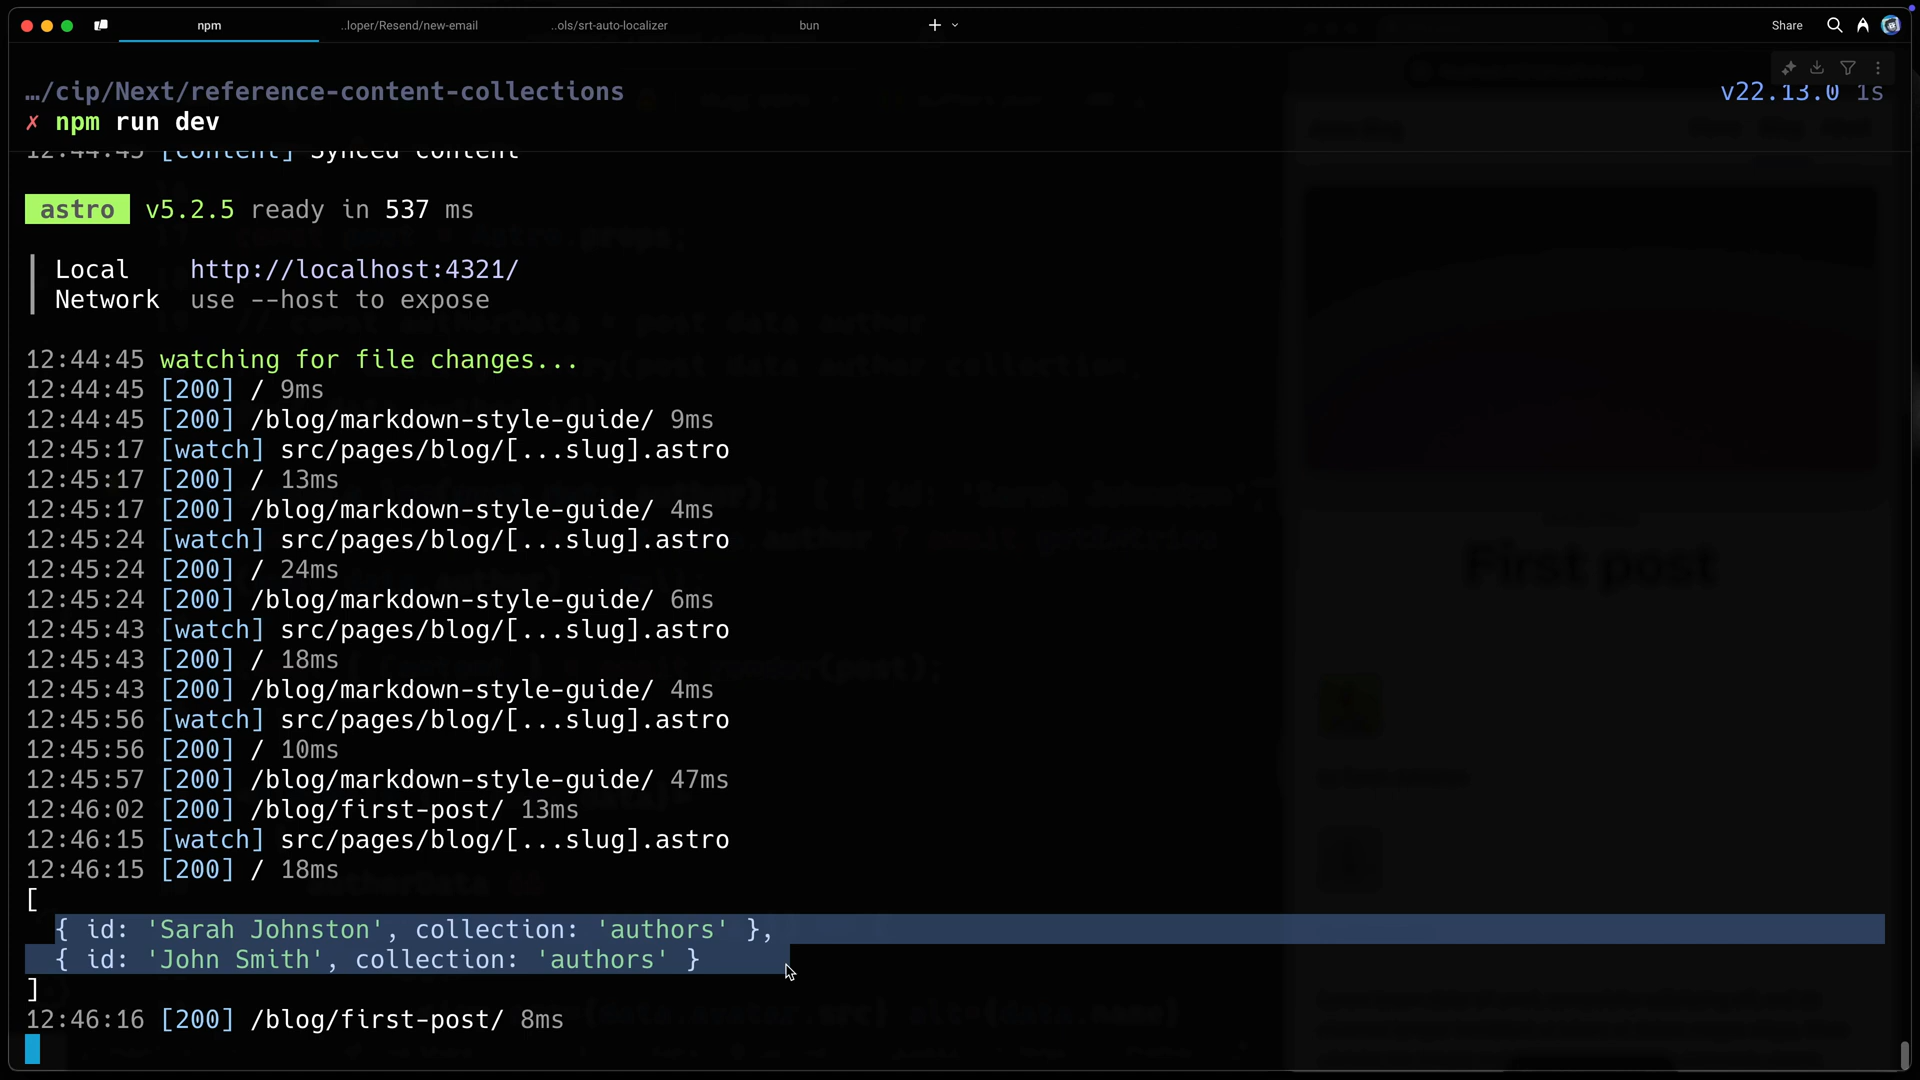 npm
..loper/Resend/new-email
..ols/srt-auto-localizer
bun
Share
…/cip/Next/reference-content-collections
v22.13.0 1s
✗ npm run dev
12:44:45 [content] Synced content
astro v5.2.5 ready in 537 ms
Local http://localhost:4321/
Network use --host to expose
12:44:45 watching for file changes...
12:44:45 [200] / 9ms
12:44:45 [200] /blog/markdown-style-guide/ 9ms
12:45:17 [watch] src/pages/blog/[...slug].astro
12:45:17 [200] / 13ms
12:45:17 [200] /blog/markdown-style-guide/ 4ms
12:45:24 [watch] src/pages/blog/[...slug].astro
12:45:24 [200] / 24ms
12:45:24 [200] /blog/markdown-style-guide/ 6ms
12:45:43 [watch] src/pages/blog/[...slug].astro
12:45:43 [200] / 18ms
12:45:43 [200] /blog/markdown-style-guide/ 4ms
12:45:56 [watch] src/pages/blog/[...slug].astro
12:45:56 [200] / 10ms
12:45:57 [200] /blog/markdown-style-guide/ 47ms
12:46:02 [200] /blog/first-post/ 13ms
12:46:15 [watch] src/pages/blog/[...slug].astro
12:46:15 [200] / 18ms
[
{ id: 'Sarah Johnston', collection: 'authors' },
{ id: 'John Smith', collection: 'authors' }
]
12:46:16 [200] /blog/first-post/ 8ms
First post